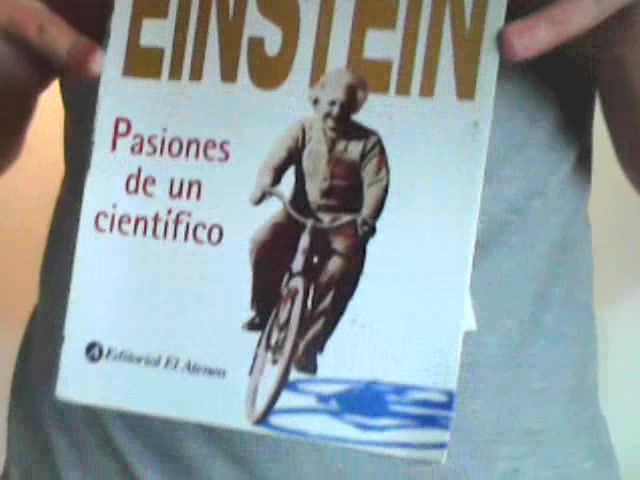 EINSTEIN
Pasiones
de un
científico
Editorial El Ateneo